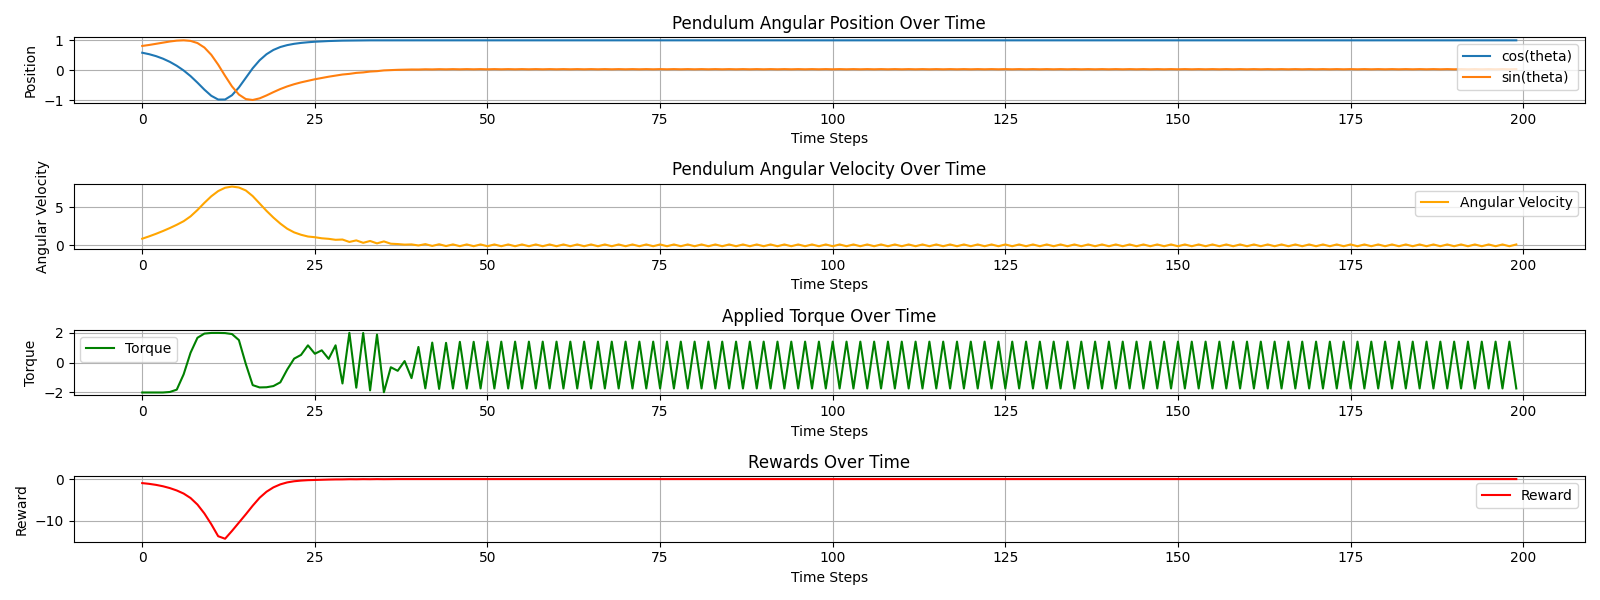 Pendulum Angular Position Over Time
Position
1
0
−1
cos(theta)
sin(theta)
0 25 50 75 100 125 150 175 200
Time Steps
Pendulum Angular Velocity Over Time
Angular Velocity
5
0
Angular Velocity
0 25 50 75 100 125 150 175 200
Time Steps
Applied Torque Over Time
Torque
2
0
−2
Torque
0 25 50 75 100 125 150 175 200
Time Steps
Rewards Over Time
Reward
0
−10
Reward
0 25 50 75 100 125 150 175 200
Time Steps